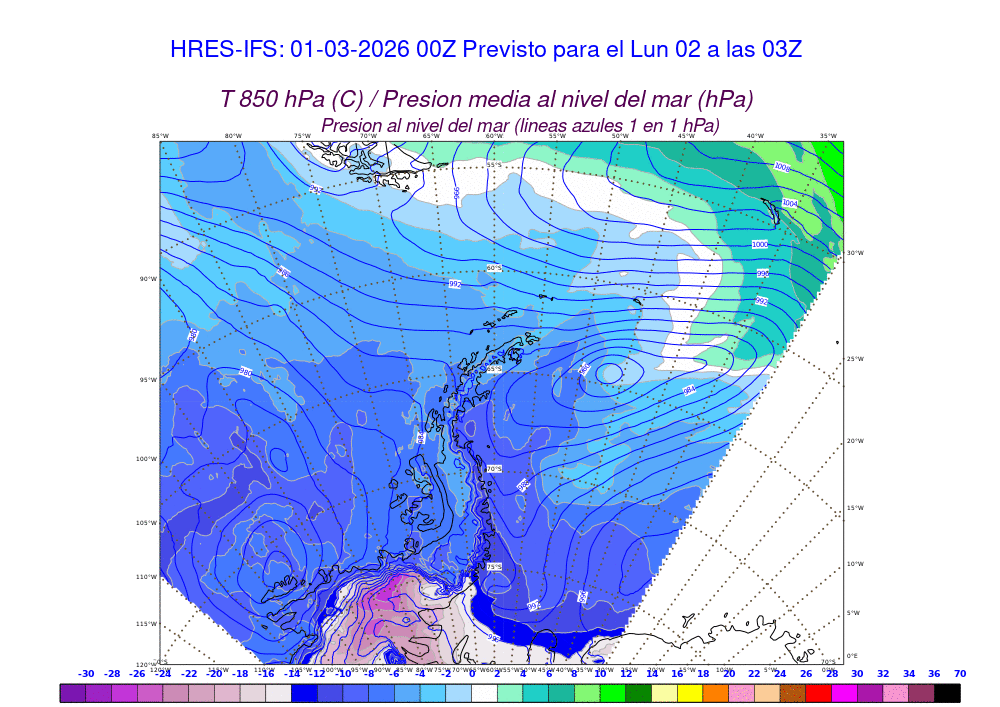 HRES-IFS: 01-03-2026 00Z Previsto para el Lun 02 a las 03Z
T 850 hPa (C) / Presion media al nivel del mar (hPa)
Presion al nivel del mar (lineas azules 1 en 1 hPa)
85°W 80°W 75°W 70°W 65°W 60°W 55°W 50°W 45°W 40°W 35°W
55°S
1008
992
996
1004
1000
30°W
60°S
996
90°W
992
992
25°W
65°S
980
95°W
984
20°W
100°W
70°S
15°W
105°W
10°W
75°S
110°W
5°W
115°W
0°E
120°W
70°S
-30 -28 -26 -24 -22 -20 -18 -16 -14 -12 -10 -8 -6 -4 -2 0 2 4 6 8 10 12 14 16 18 20 22 24 26 28 30 32 34 36 70